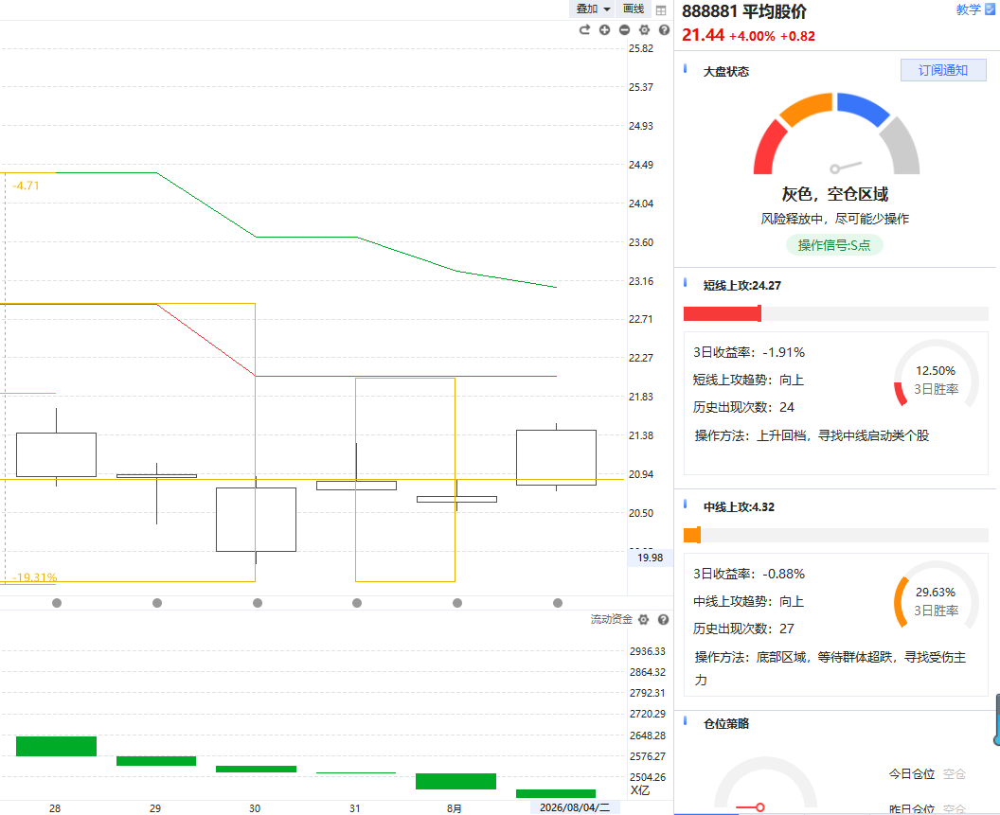 叠加 画线
888881 平均股价
教学
21.44 +4.00% +0.82
大盘状态
订阅通知
灰色，空仓区域
风险释放中，尽可能少操作
操作信号:S点
短线上攻:24.27
3日收益率：-1.91%
短线上攻趋势：向上
历史出现次数：24
操作方法：上升回档，寻找中线启动类个股
12.50%
3日胜率
中线上攻:4.32
3日收益率：-0.88%
中线上攻趋势：向上
历史出现次数：27
操作方法：底部区域，等待群体超跌，寻找受伤主
力
29.63%
3日胜率
仓位策略
今日仓位 空仓
昨日仓位 空仓
25.82
25.37
24.93
24.49
24.04
23.60
23.16
22.71
22.27
21.83
21.38
20.94
20.50
19.98
-4.71
-19.31%
流动资金
2936.33
2864.32
2792.31
2720.29
2648.28
2576.27
2504.26
X亿
28
29
30
31
8月
2026/08/04/二